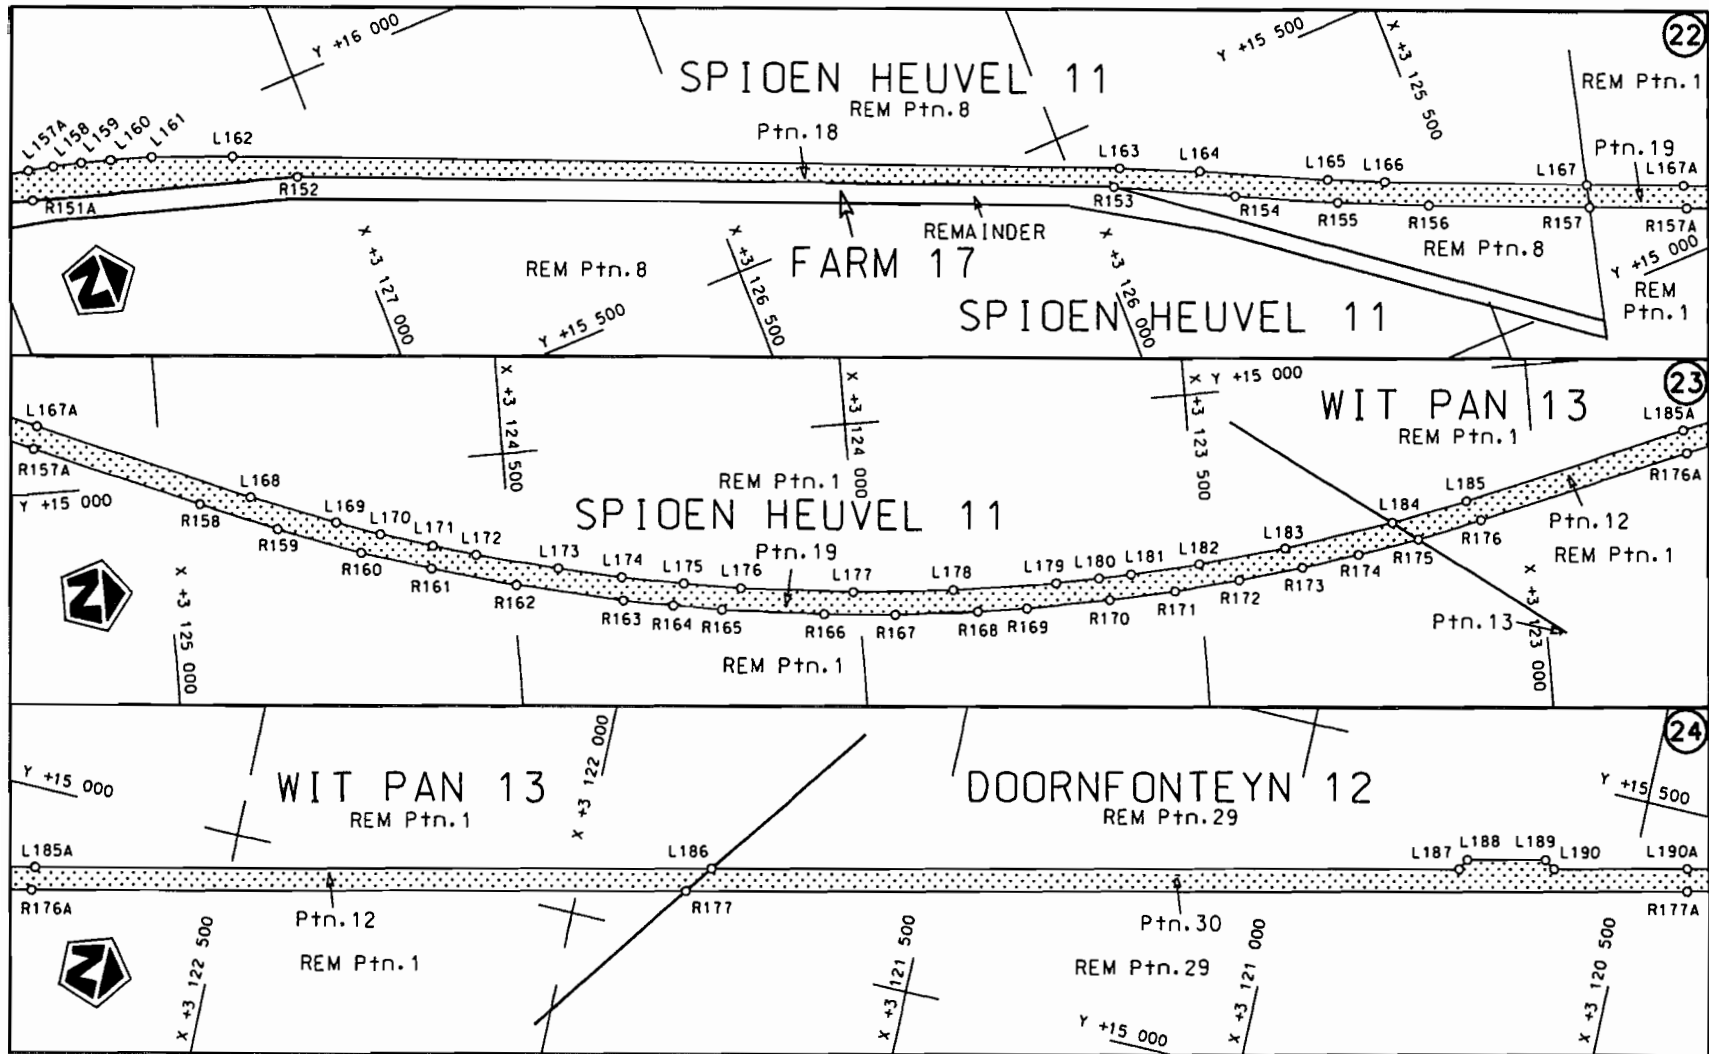 22
Y +16 000
Y +15 500
X +3 125 500
SPIOEN HEUVEL 11
REM Ptn.8
REM Ptn.1
Ptn.18
Ptn.19
L157A
L158
L159
L160
L161
L162
L163
L164
L165
L166
L167
L167A
R151A
R152
R153
R154
R155
R156
R157
R157A
REMAINDER
FARM 17
REM Ptn.8
REM Ptn.8
X +3 127 000
X +3 126 500
X +3 126 000
Y +15 500
Y +15 000
REM
Ptn.1
SPIOEN HEUVEL 11
N
23
X +3 124 500
X +3 124 000
X +3 123 500
Y +15 000
WIT PAN 13
REM Ptn.1
L167A
L168
L169
L170
L171
L172
L173
L174
L175
L176
L177
L178
L179
L180
L181
L182
L183
L184
L185
L185A
REM Ptn.1
SPIOEN HEUVEL 11
Ptn.19
R157A
R158
R159
R160
R161
R162
R163
R164
R165
R166
R167
R168
R169
R170
R171
R172
R173
R174
R175
R176
R176A
Y +15 000
X +3 125 000
Ptn.12
REM Ptn.1
Ptn.13
X +3 123 000
REM Ptn.1
N
24
Y +15 000
X +3 122 000
Y +15 500
WIT PAN 13
REM Ptn.1
DOORNFONTEYN 12
REM Ptn.29
L185A
L186
L187
L188
L189
L190
L190A
R176A
R177
R177A
Ptn.12
REM Ptn.1
Ptn.30
REM Ptn.29
X +3 122 500
X +3 121 500
X +3 121 000
X +3 120 500
Y +15 000
N